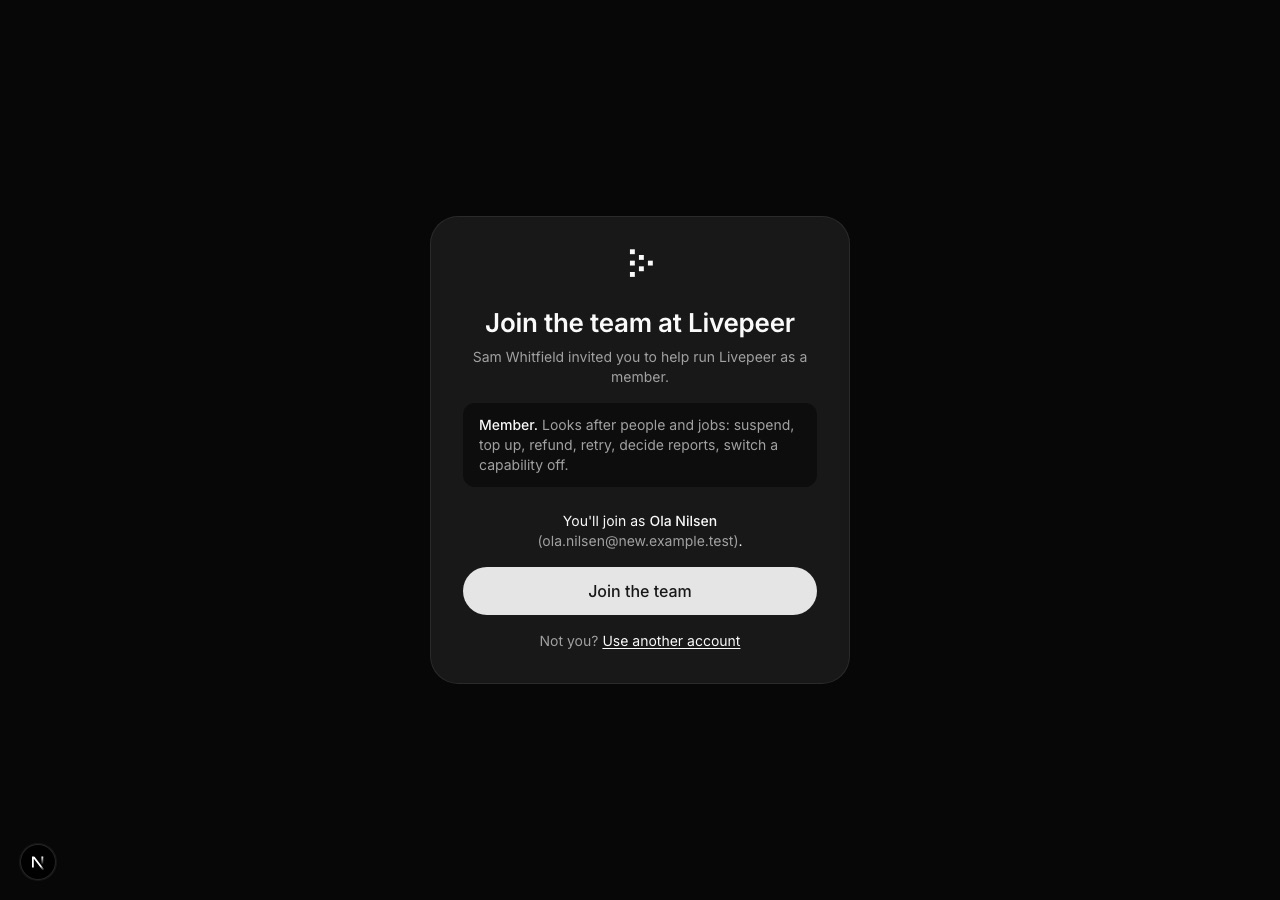 Join the team at Livepeer
Sam Whitfield invited you to help run Livepeer as a
member.
Member. Looks after people and jobs: suspend,
top up, refund, retry, decide reports, switch a
capability off.
You'll join as Ola Nilsen
(ola.nilsen@new.example.test).
Join the team
Not you? Use another account
N